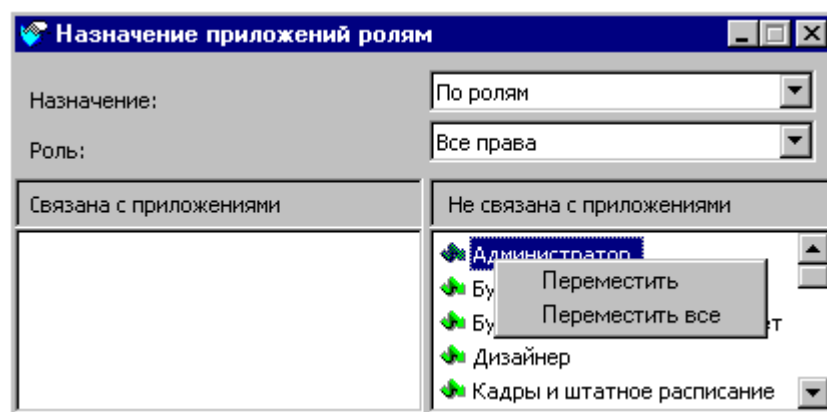 Назначение приложений ролям
Назначение:
По ролям
Роль:
Все права
Связана с приложениями
Не связана с приложениями
Администратор
Переместить
Переместить все
Дизайнер
Кадры и штатное расписание